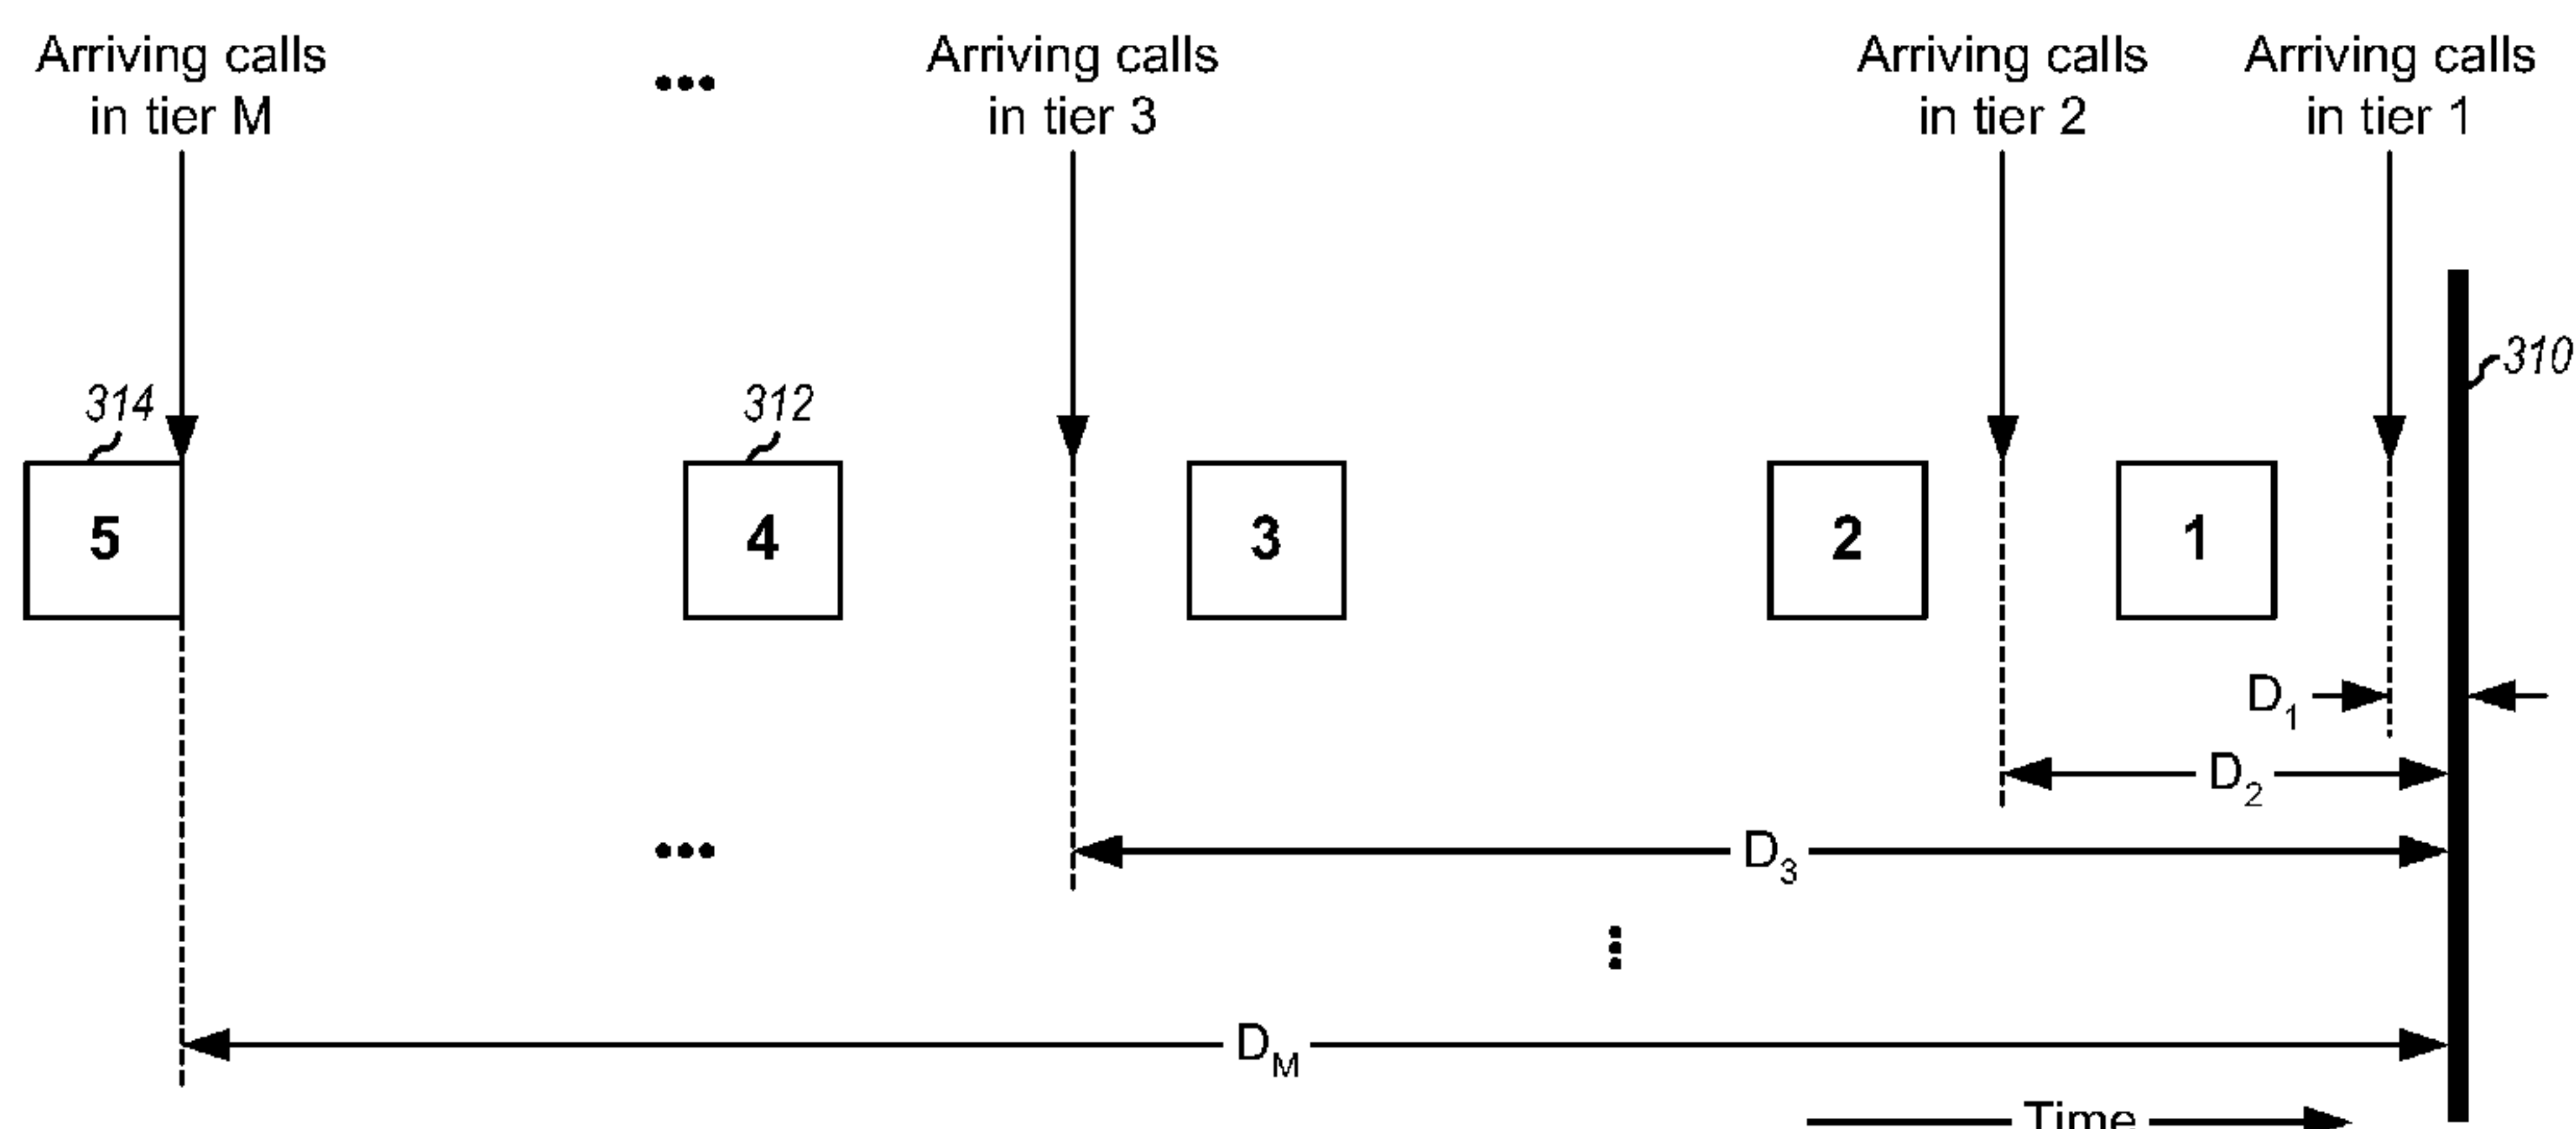 Arriving calls
in tier M
•••
Arriving calls
in tier 3
Arriving calls
in tier 2
Arriving calls
in tier 1
310
314
312
5
4
3
2
1
D₁
D₂
•••
D₃
D_M
Time